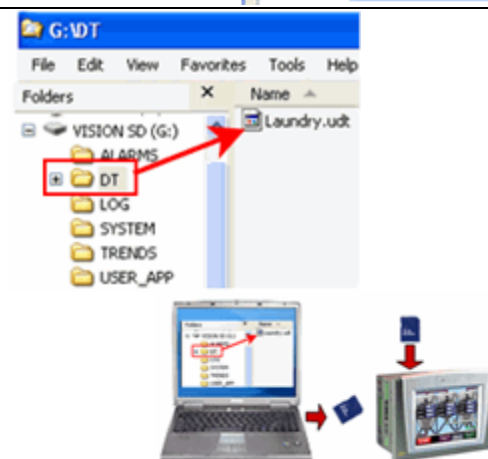 G:\DT
File Edit View Favorites Tools Help
Folders × Name
VISION SD (G:)
Laundry.udt
ALARMS
DT
LOG
SYSTEM
TRENDS
USER_APP